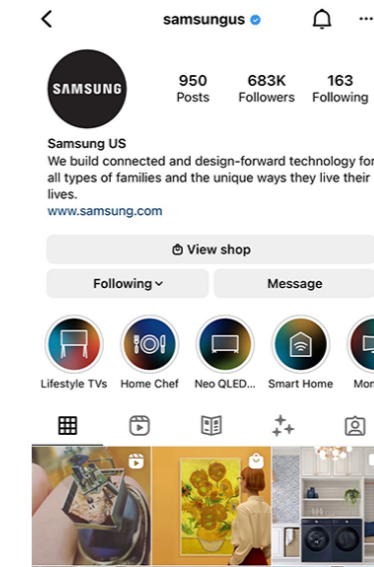 samsungus
SAMSUNG
950
683K
163
Posts
Followers
Following
Samsung US
We build connected and design-forward technology for
all types of families and the unique ways they live their
lives.
www.samsung.com
View shop
Following
Message
Lifestyle TVs
Home Chef
Neo QLED...
Smart Home